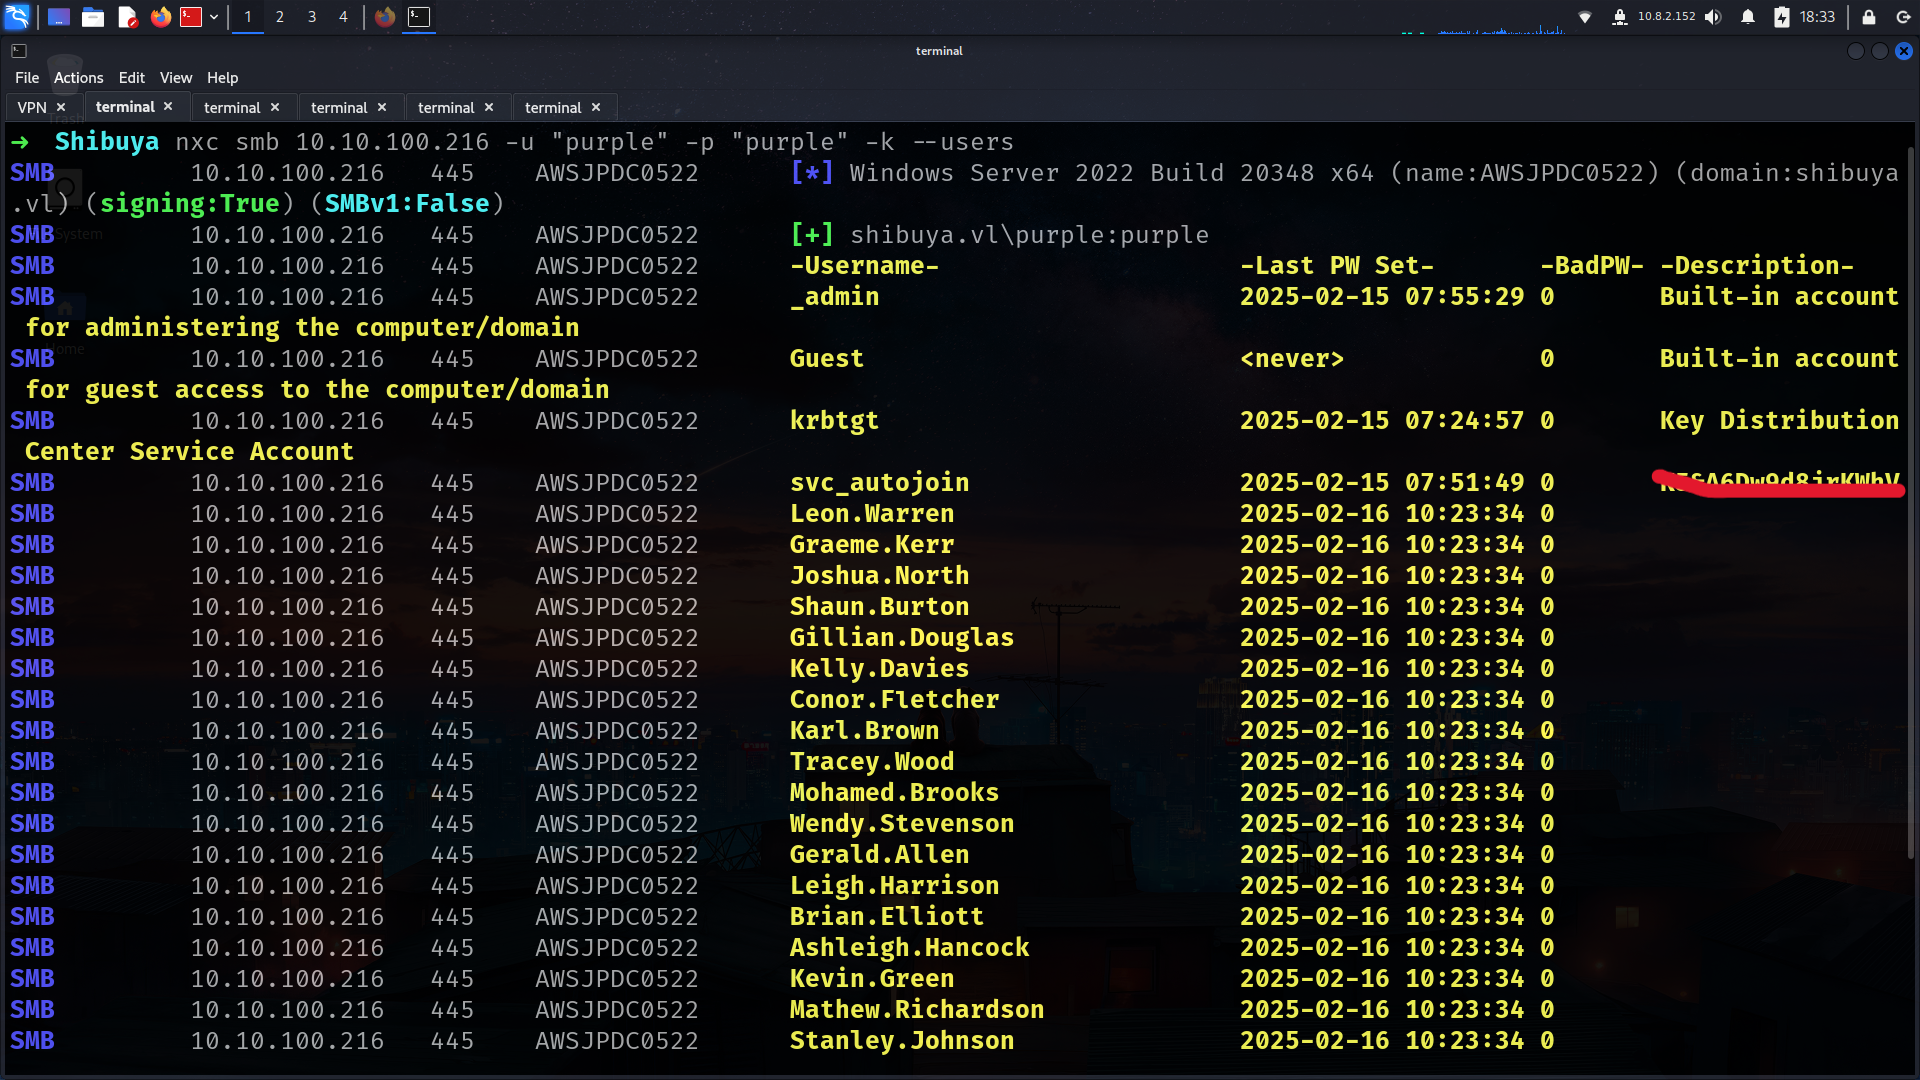 1 2 3 4 10.8.2.152 18:33
terminal
File Actions Edit View Help
VPN × terminal × terminal × terminal × terminal × terminal ×
Trash
→ Shibuya nxc smb 10.10.100.216 -u "purple" -p "purple" -k --users
SMB 10.10.100.216 445 AWSJPDC0522 [*] Windows Server 2022 Build 20348 x64 (name:AWSJPDC0522) (domain:shibuya
.vl) (signing:True) (SMBv1:False)
SMB 10.10.100.216 445 AWSJPDC0522 [+] shibuya.vl\purple:purple
System
SMB 10.10.100.216 445 AWSJPDC0522 -Username- -Last PW Set- -BadPW- -Description-
SMB 10.10.100.216 445 AWSJPDC0522 _admin 2025-02-15 07:55:29 0 Built-in account
for administering the computer/domain
Home
SMB 10.10.100.216 445 AWSJPDC0522 Guest <never> 0 Built-in account
for guest access to the computer/domain
SMB 10.10.100.216 445 AWSJPDC0522 krbtgt 2025-02-15 07:24:57 0 Key Distribution
Center Service Account
SMB 10.10.100.216 445 AWSJPDC0522 svc_autojoin 2025-02-15 07:51:49 0
SMB 10.10.100.216 445 AWSJPDC0522 Leon.Warren 2025-02-16 10:23:34 0
SMB 10.10.100.216 445 AWSJPDC0522 Graeme.Kerr 2025-02-16 10:23:34 0
SMB 10.10.100.216 445 AWSJPDC0522 Joshua.North 2025-02-16 10:23:34 0
SMB 10.10.100.216 445 AWSJPDC0522 Shaun.Burton 2025-02-16 10:23:34 0
SMB 10.10.100.216 445 AWSJPDC0522 Gillian.Douglas 2025-02-16 10:23:34 0
SMB 10.10.100.216 445 AWSJPDC0522 Kelly.Davies 2025-02-16 10:23:34 0
SMB 10.10.100.216 445 AWSJPDC0522 Conor.Fletcher 2025-02-16 10:23:34 0
SMB 10.10.100.216 445 AWSJPDC0522 Karl.Brown 2025-02-16 10:23:34 0
SMB 10.10.100.216 445 AWSJPDC0522 Tracey.Wood 2025-02-16 10:23:34 0
SMB 10.10.100.216 445 AWSJPDC0522 Mohamed.Brooks 2025-02-16 10:23:34 0
SMB 10.10.100.216 445 AWSJPDC0522 Wendy.Stevenson 2025-02-16 10:23:34 0
SMB 10.10.100.216 445 AWSJPDC0522 Gerald.Allen 2025-02-16 10:23:34 0
SMB 10.10.100.216 445 AWSJPDC0522 Leigh.Harrison 2025-02-16 10:23:34 0
SMB 10.10.100.216 445 AWSJPDC0522 Brian.Elliott 2025-02-16 10:23:34 0
SMB 10.10.100.216 445 AWSJPDC0522 Ashleigh.Hancock 2025-02-16 10:23:34 0
SMB 10.10.100.216 445 AWSJPDC0522 Kevin.Green 2025-02-16 10:23:34 0
SMB 10.10.100.216 445 AWSJPDC0522 Mathew.Richardson 2025-02-16 10:23:34 0
SMB 10.10.100.216 445 AWSJPDC0522 Stanley.Johnson 2025-02-16 10:23:34 0